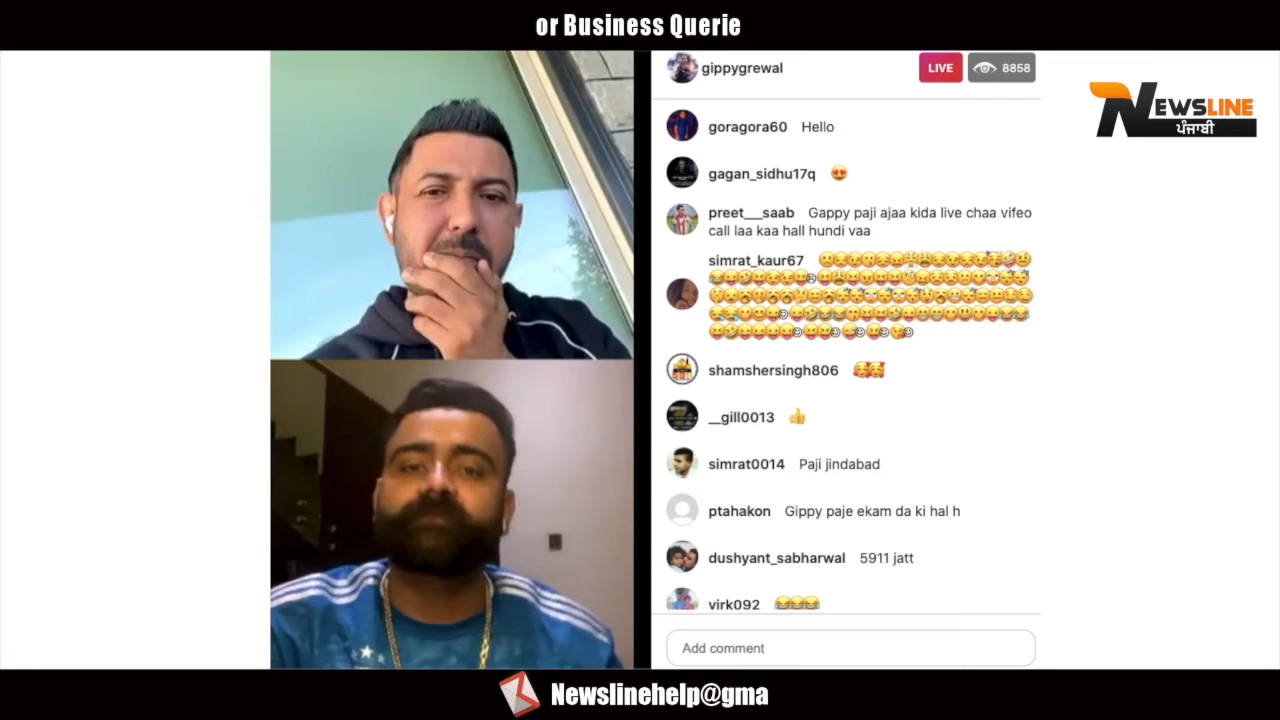 or Business Querie
gippygrewal
LIVE
8858
NEWSLINE
ਪੰਜਾਬੀ
goragora60 Hello
gagan_sidhu17q 😍
preet___saab Gappy paji ajaa kida live chaa vifeo
call laa kaa hall hundi vaa
simrat_kaur67
shamshersingh806 🥰🥰
__gill0013 👍
simrat0014 Paji jindabad
ptahakon Gippy paje ekam da ki hal h
dushyant_sabharwal 5911 jatt
virk092 😂😂😂
Add comment
Newslinehelp@gma